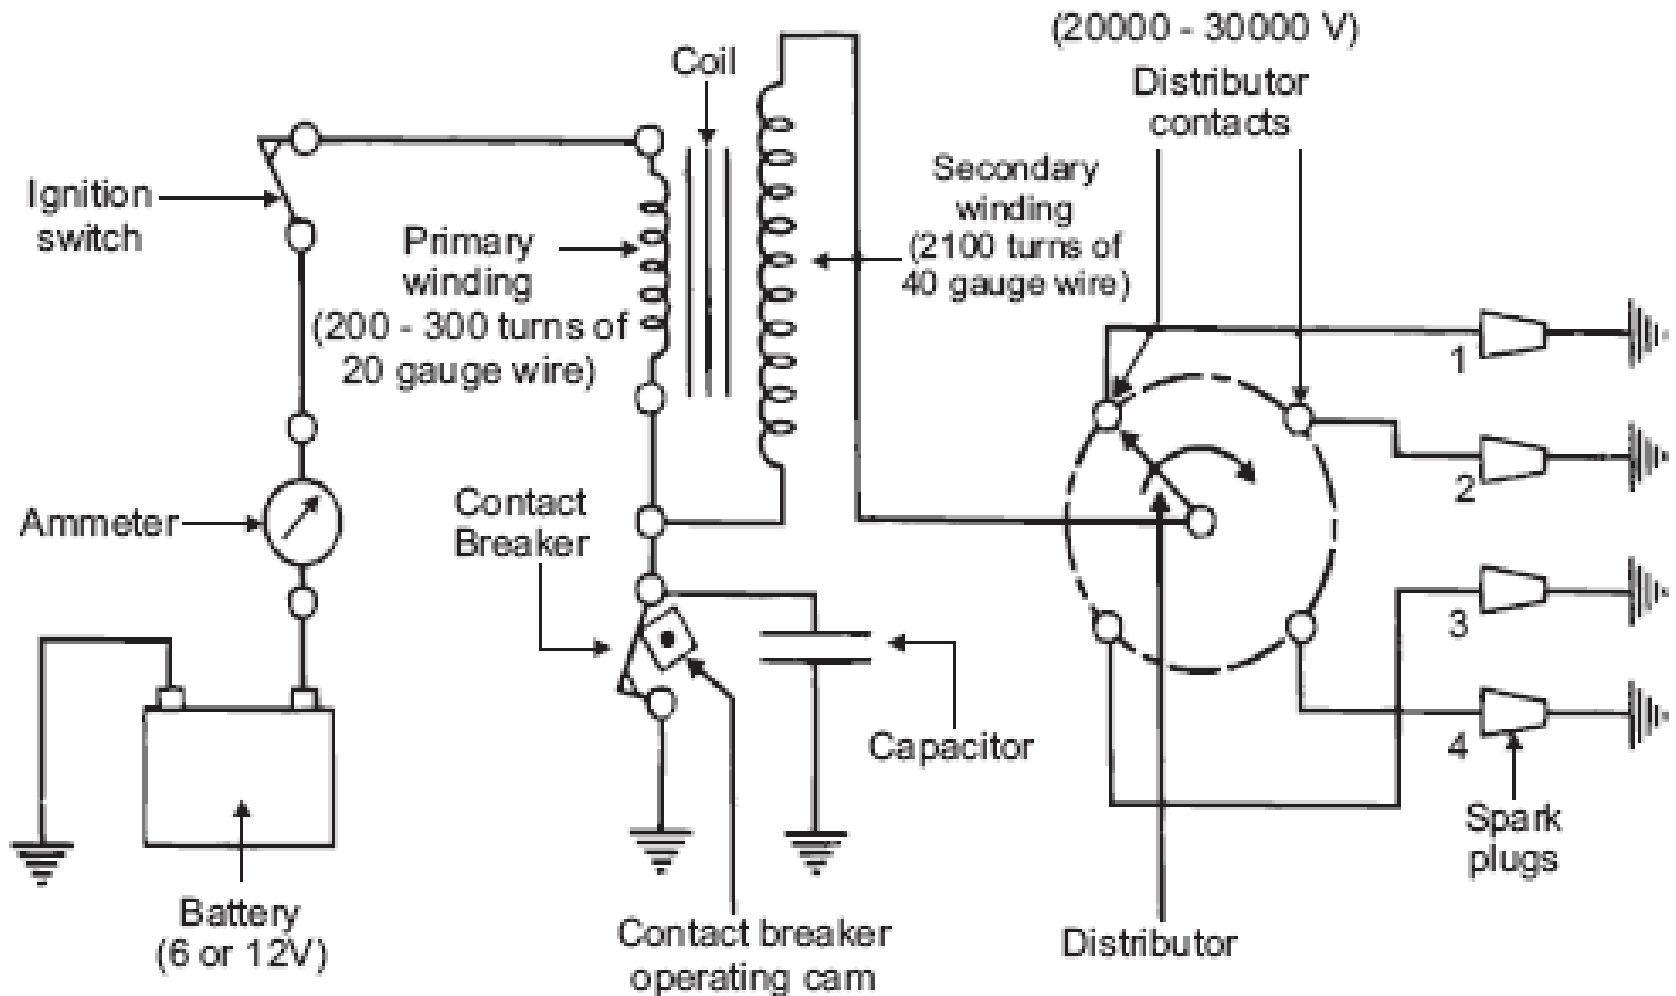 (20000 - 30000 V)
Distributor
contacts
Coil
Ignition
switch
Primary
winding
(200 - 300 turns of
20 gauge wire)
Secondary
winding
(2100 turns of
40 gauge wire)
1
2
3
4
Ammeter
Contact
Breaker
Capacitor
Spark
plugs
Battery
(6 or 12V)
Contact breaker
operating cam
Distributor